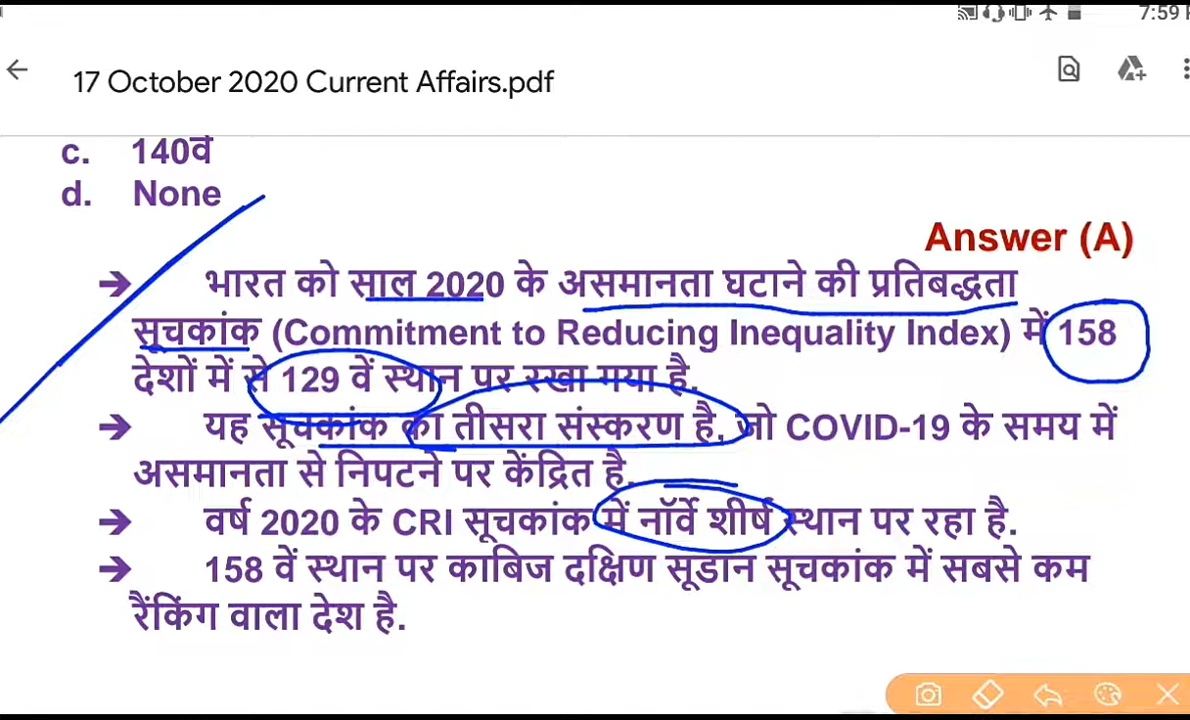 7:59
17 October 2020 Current Affairs.pdf
c. 140वें
d. None
Answer (A)
➔ भारत को साल 2020 के असमानता घटाने की प्रतिबद्धता
सूचकांक (Commitment to Reducing Inequality Index) में 158
देशों में से 129 वें स्थान पर रखा गया है.
➔ यह सूचकांक का तीसरा संस्करण है, जो COVID-19 के समय में
असमानता से निपटने पर केंद्रित है.
➔ वर्ष 2020 के CRI सूचकांक में नॉर्वे शीर्ष स्थान पर रहा है.
➔ 158 वें स्थान पर काबिज दक्षिण सूडान सूचकांक में सबसे कम
रैंकिंग वाला देश है.